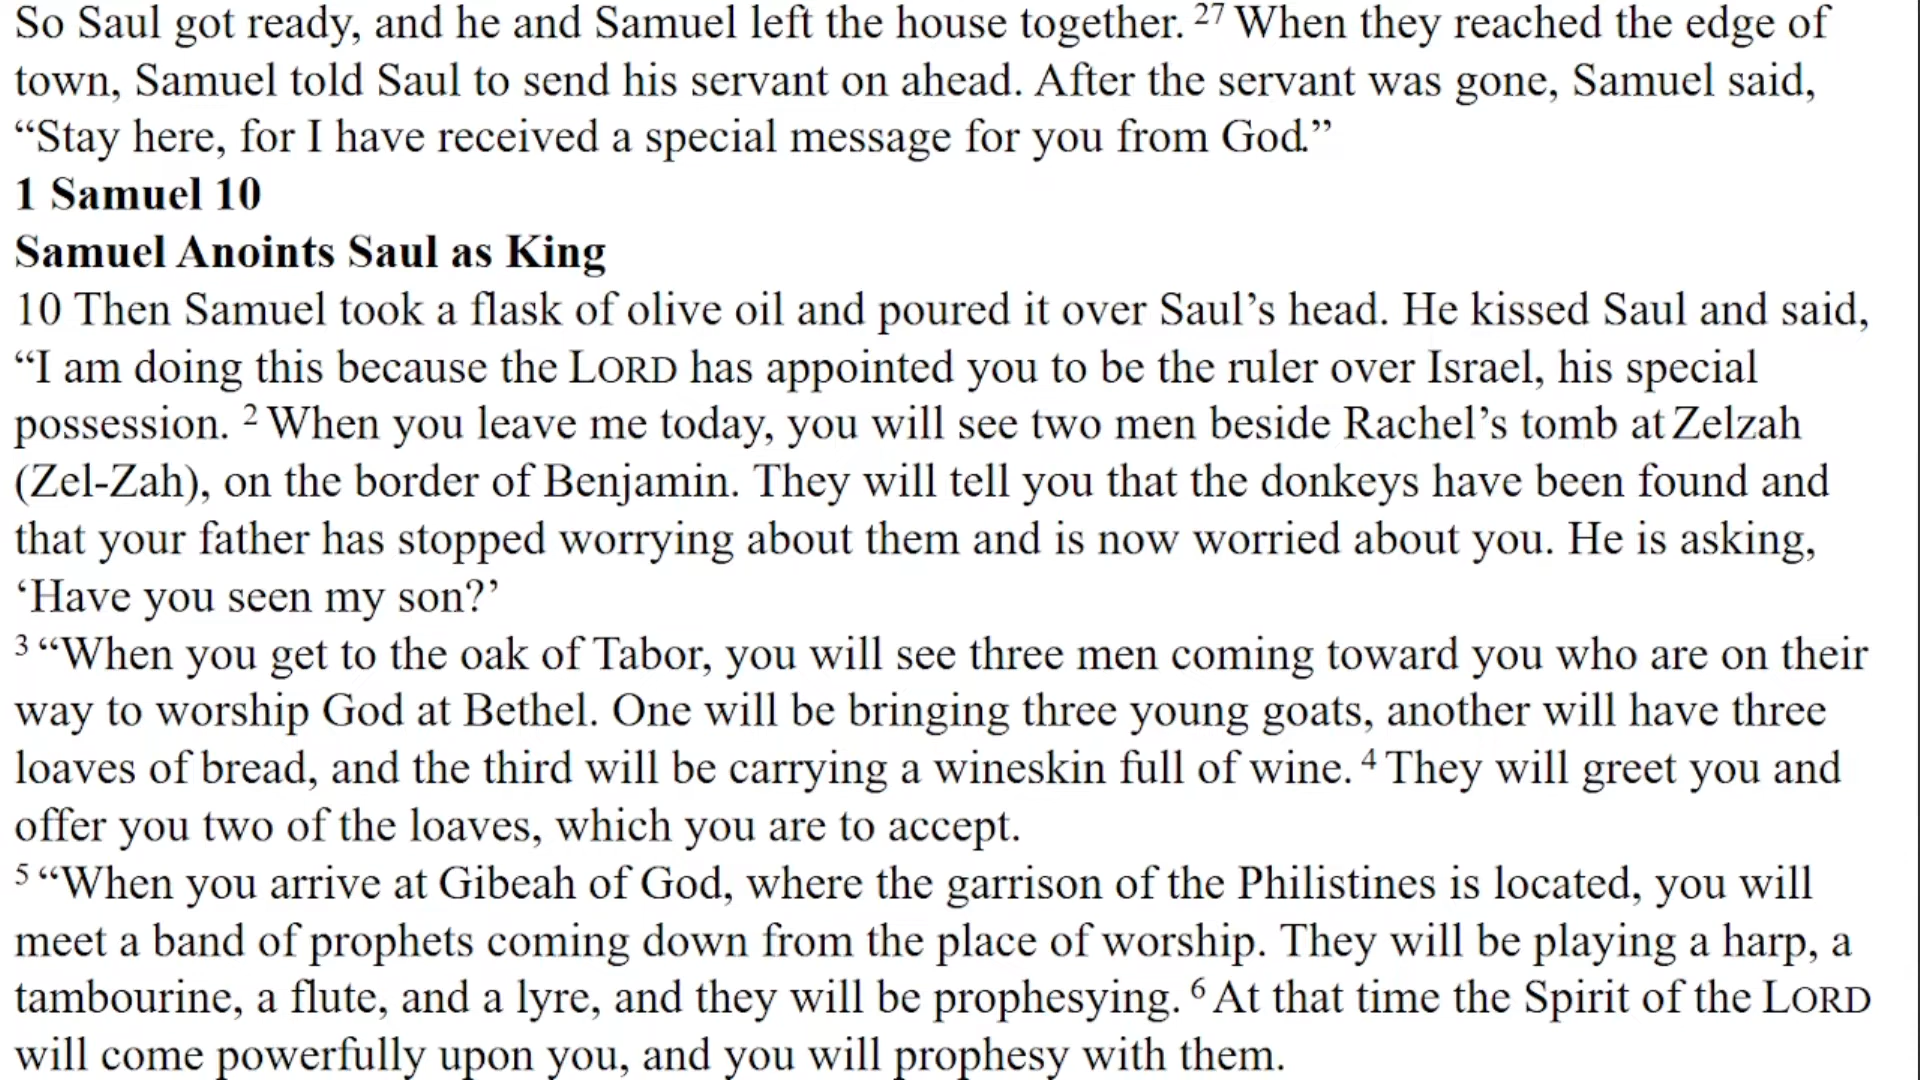 So Saul got ready, and he and Samuel left the house together. 27 When they reached the edge of
town, Samuel told Saul to send his servant on ahead. After the servant was gone, Samuel said,
“Stay here, for I have received a special message for you from God.”
1 Samuel 10
Samuel Anoints Saul as King
10 Then Samuel took a flask of olive oil and poured it over Saul’s head. He kissed Saul and said,
“I am doing this because the LORD has appointed you to be the ruler over Israel, his special
possession. 2 When you leave me today, you will see two men beside Rachel’s tomb at Zelzah
(Zel-Zah), on the border of Benjamin. They will tell you that the donkeys have been found and
that your father has stopped worrying about them and is now worried about you. He is asking,
‘Have you seen my son?’
3 “When you get to the oak of Tabor, you will see three men coming toward you who are on their
way to worship God at Bethel. One will be bringing three young goats, another will have three
loaves of bread, and the third will be carrying a wineskin full of wine. 4 They will greet you and
offer you two of the loaves, which you are to accept.
5 “When you arrive at Gibeah of God, where the garrison of the Philistines is located, you will
meet a band of prophets coming down from the place of worship. They will be playing a harp, a
tambourine, a flute, and a lyre, and they will be prophesying. 6 At that time the Spirit of the LORD
will come powerfully upon you, and you will prophesy with them.